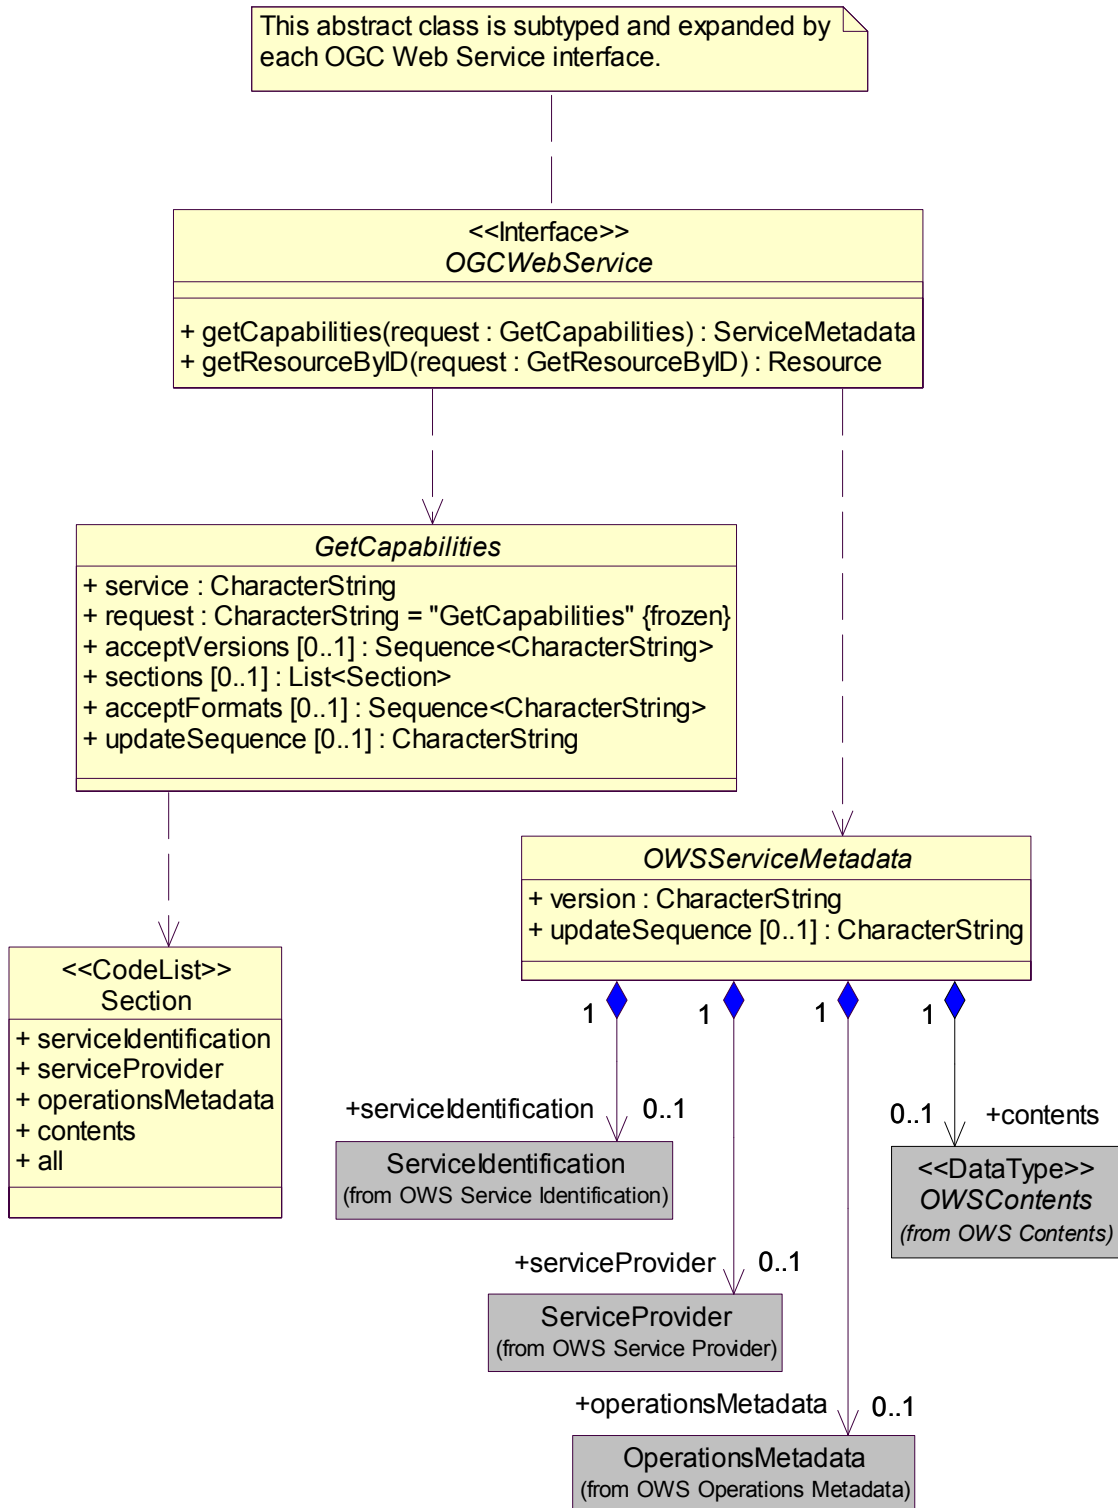 This abstract class is subtyped and expanded by
each OGC Web Service interface.
<<Interface>>
OGCWebService
+ getCapabilities(request : GetCapabilities) : ServiceMetadata
+ getResourceByID(request : GetResourceByID) : Resource
GetCapabilities
+ service : CharacterString
+ request : CharacterString = "GetCapabilities" {frozen}
+ acceptVersions [0..1] : Sequence<CharacterString>
+ sections [0..1] : List<Section>
+ acceptFormats [0..1] : Sequence<CharacterString>
+ updateSequence [0..1] : CharacterString
OWSServiceMetadata
+ version : CharacterString
+ updateSequence [0..1] : CharacterString
<<CodeList>>
Section
+ serviceIdentification
+ serviceProvider
+ operationsMetadata
+ contents
+ all
1
1
1
1
+serviceIdentification
0..1
0..1
+contents
ServiceIdentification
(from OWS Service Identification)
<<DataType>>
OWSContents
(from OWS Contents)
+serviceProvider
0..1
ServiceProvider
(from OWS Service Provider)
+operationsMetadata
0..1
OperationsMetadata
(from OWS Operations Metadata)